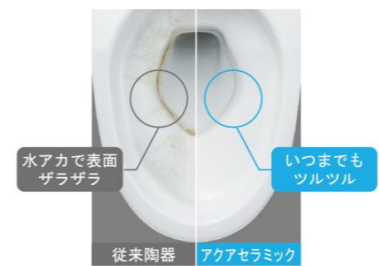 水アカで表面
ザラザラ
いつまでも
ツルツル
従来陶器
アクアセラミック